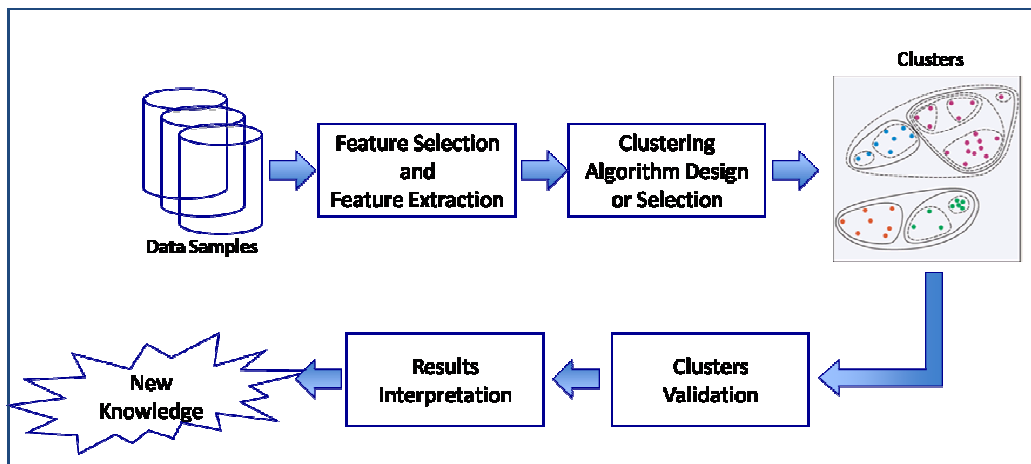 Clusters
Feature Selection
and
Feature Extraction
Clustering
Algorithm Design
or Selection
Data Samples
Clusters
Validation
Results
Interpretation
New
Knowledge